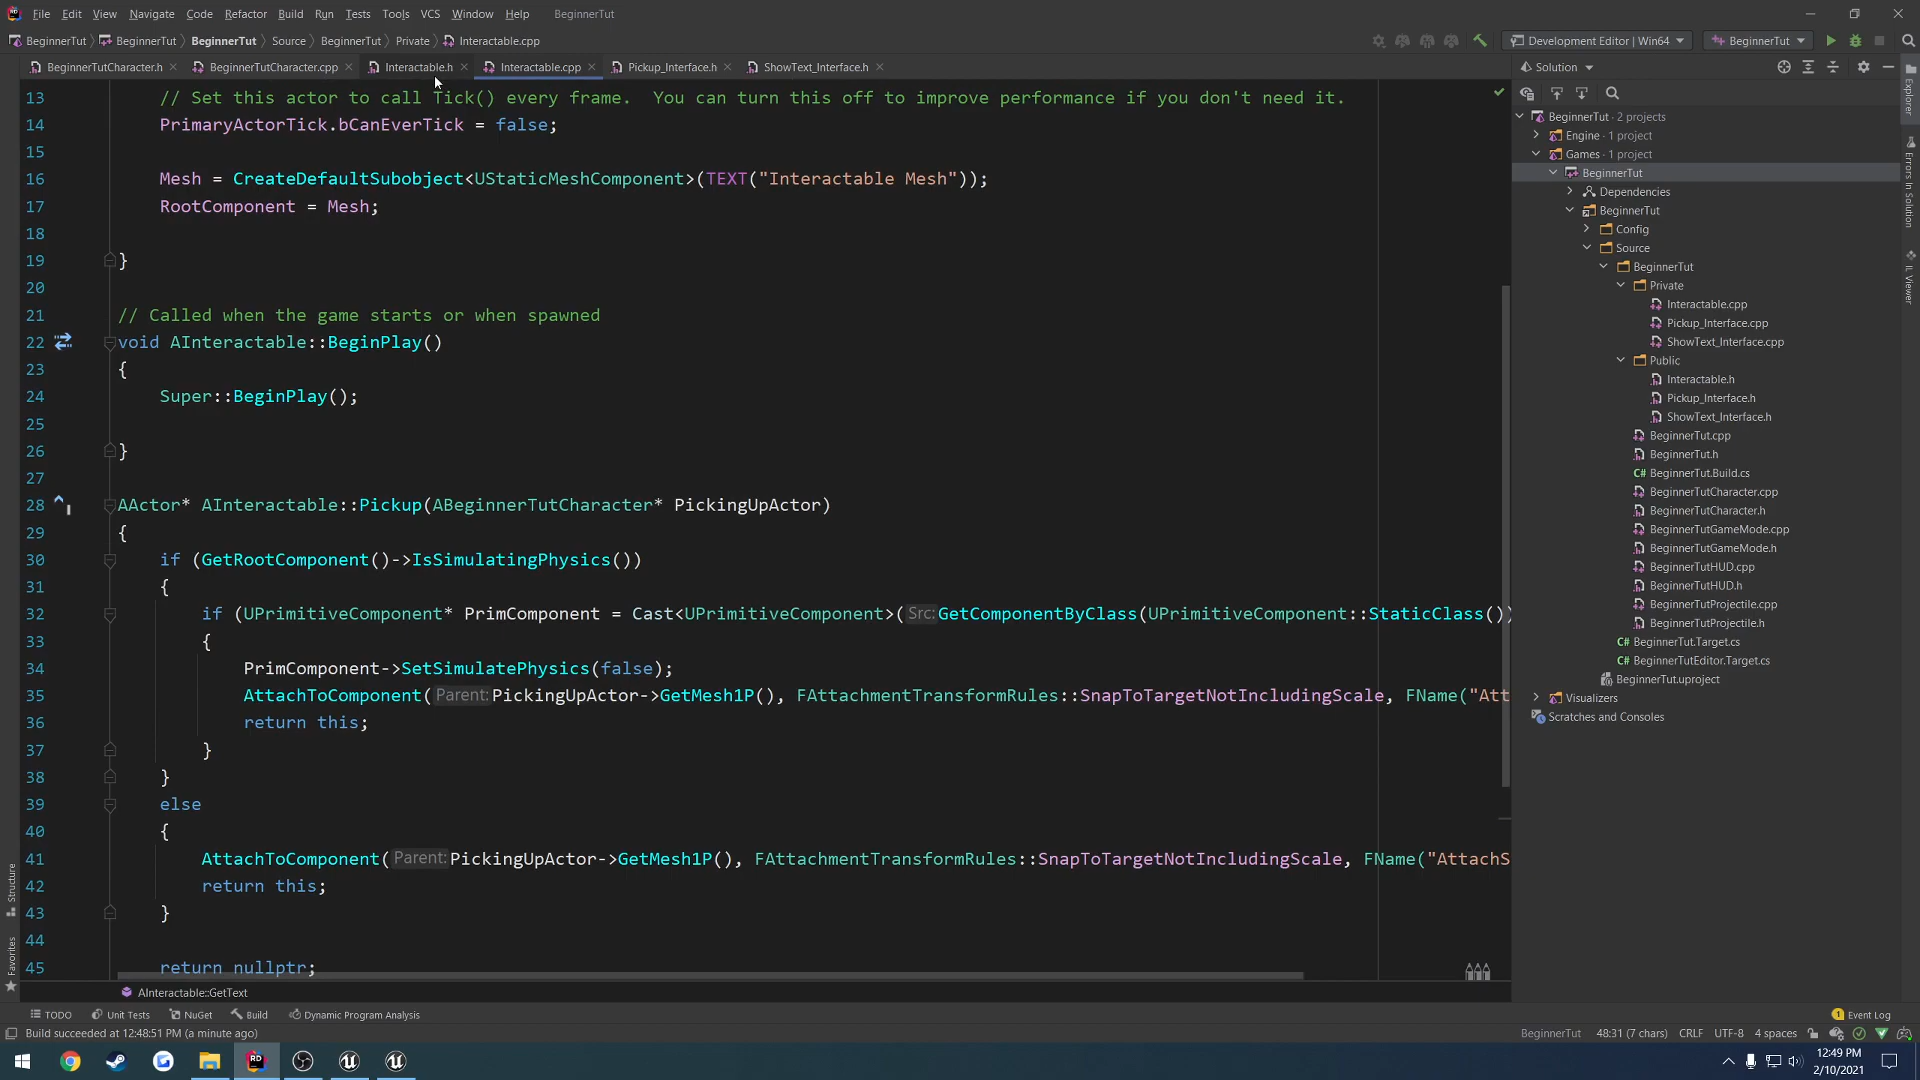 File Edit View Navigate Code Refactor Build Run Tests Tools VCS Window Help BeginnerTut
BeginnerTut BeginnerTut BeginnerTut Source BeginnerTut Private Interactable.cpp Development Editor | Win64 BeginnerTut
BeginnerTutCharacter.h BeginnerTutCharacter.cpp Interactable.h Interactable.cpp Pickup_Interface.h ShowText_Interface.h
13 // Set this actor to call Tick() every frame.  You can turn this off to improve performance if you don't need it.
14 PrimaryActorTick.bCanEverTick = false;
15
16 Mesh = CreateDefaultSubobject<UStaticMeshComponent>(TEXT("Interactable Mesh"));
17 RootComponent = Mesh;
18
19 }
20
21 // Called when the game starts or when spawned
22 void AInteractable::BeginPlay()
23 {
24 Super::BeginPlay();
25
26 }
27
28 AActor* AInteractable::Pickup(ABeginnerTutCharacter* PickingUpActor)
29 {
30 if (GetRootComponent()->IsSimulatingPhysics())
31 {
32 if (UPrimitiveComponent* PrimComponent = Cast<UPrimitiveComponent>(Src:GetComponentByClass(UPrimitiveComponent::StaticClass())
33 {
34 PrimComponent->SetSimulatePhysics(false);
35 AttachToComponent(Parent:PickingUpActor->GetMesh1P(), FAttachmentTransformRules::SnapToTargetNotIncludingScale, FName("Att
36 return this;
37 }
38 }
39 else
40 {
41 AttachToComponent(Parent:PickingUpActor->GetMesh1P(), FAttachmentTransformRules::SnapToTargetNotIncludingScale, FName("AttachS
42 return this;
43 }
44
45 return nullptr;
AInteractable::GetText
Solution
BeginnerTut · 2 projects
Engine · 1 project
Games · 1 project
BeginnerTut
Dependencies
BeginnerTut
Config
Source
BeginnerTut
Private
Interactable.cpp
Pickup_Interface.cpp
ShowText_Interface.cpp
Public
Interactable.h
Pickup_Interface.h
ShowText_Interface.h
BeginnerTut.cpp
BeginnerTut.h
C# BeginnerTut.Build.cs
BeginnerTutCharacter.cpp
BeginnerTutCharacter.h
BeginnerTutGameMode.cpp
BeginnerTutGameMode.h
BeginnerTutHUD.cpp
BeginnerTutHUD.h
BeginnerTutProjectile.cpp
BeginnerTutProjectile.h
C# BeginnerTut.Target.cs
C# BeginnerTutEditor.Target.cs
BeginnerTut.uproject
Visualizers
Scratches and Consoles
Explorer
Errors In Solution
IL Viewer
Structure
Favorites
TODO Unit Tests NuGet Build Dynamic Program Analysis 1 Event Log
Build succeeded at 12:48:51 PM (a minute ago) BeginnerTut 48:31 (7 chars) CRLF UTF-8 4 spaces
RD
12:49 PM
2/10/2021